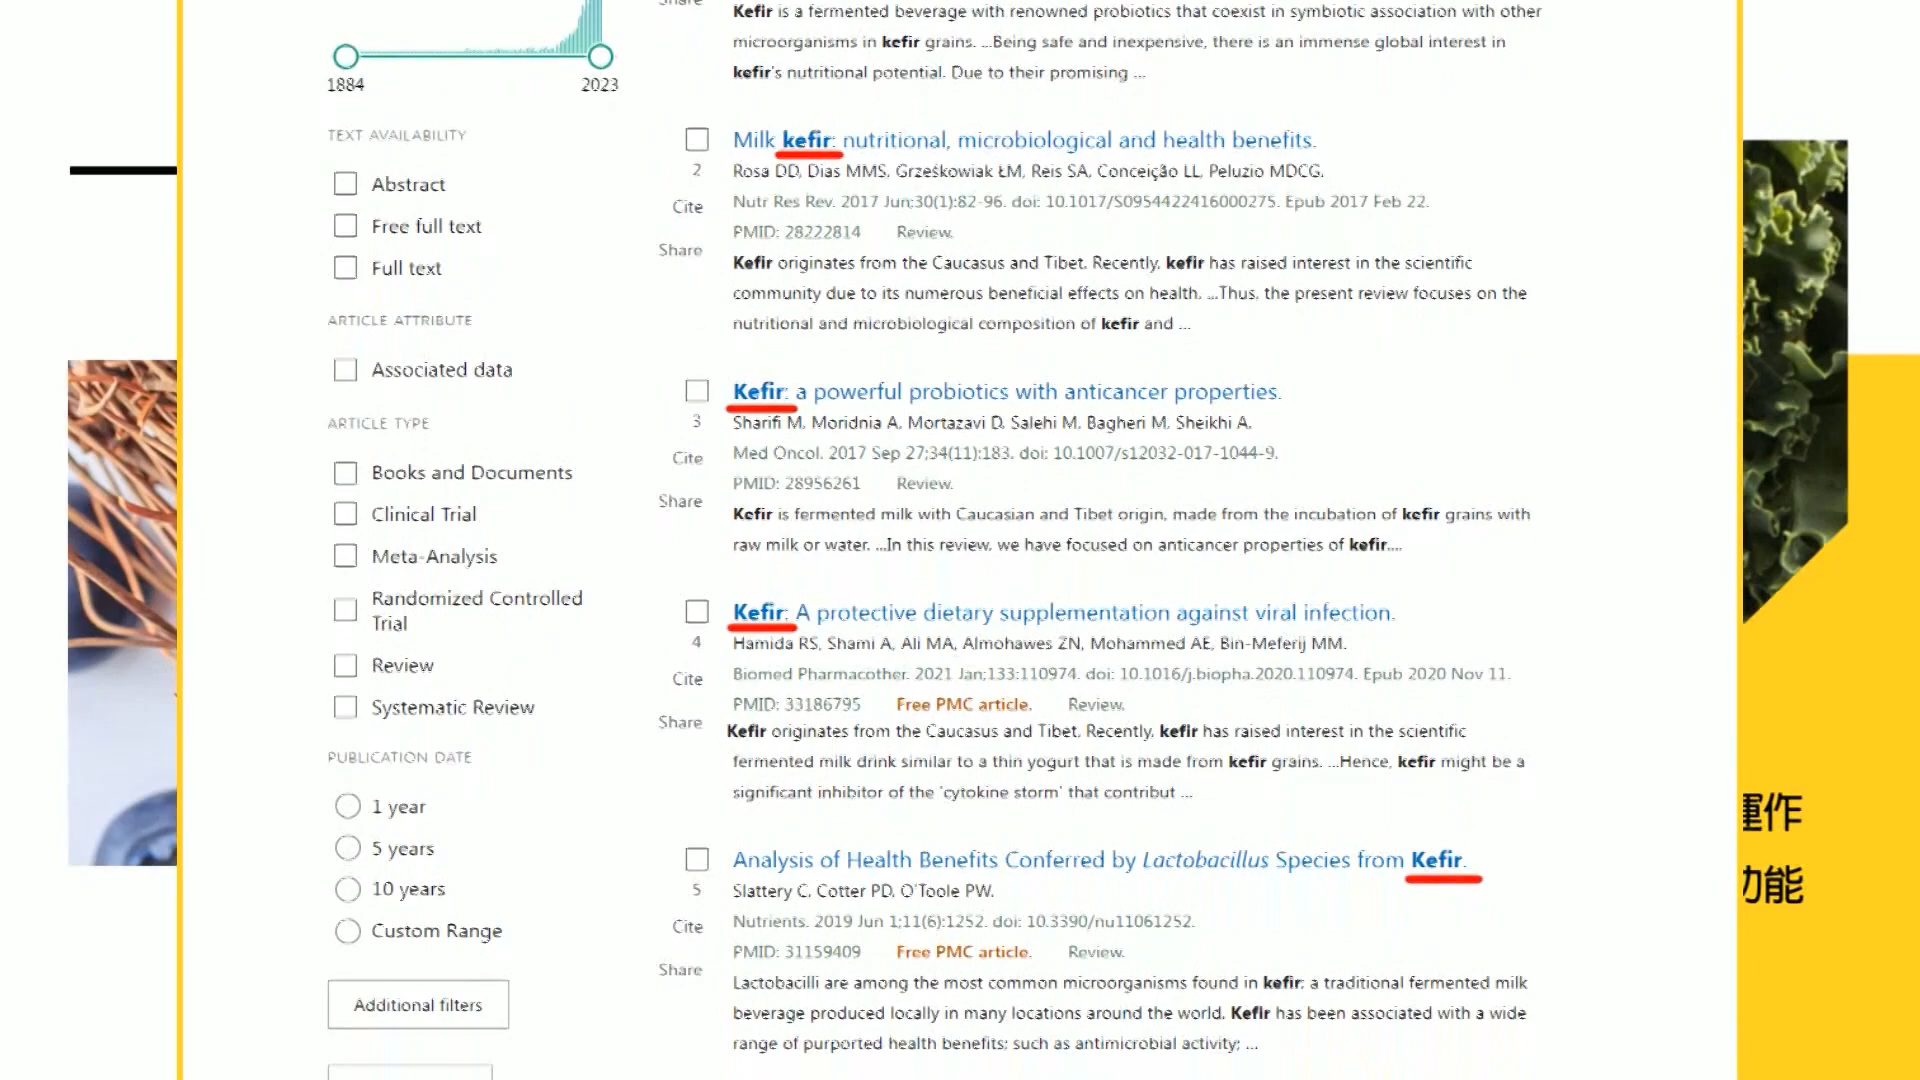 1884
2023
TEXT AVAILABILITY
Abstract
Free full text
Full text
ARTICLE ATTRIBUTE
Associated data
ARTICLE TYPE
Books and Documents
Clinical Trial
Meta-Analysis
Randomized Controlled
Trial
Review
Systematic Review
PUBLICATION DATE
1 year
5 years
10 years
Custom Range
Additional filters
Share
Kefir is a fermented beverage with renowned probiotics that coexist in symbiotic association with other
microorganisms in kefir grains. ...Being safe and inexpensive, there is an immense global interest in
kefir's nutritional potential. Due to their promising ...
Milk kefir: nutritional, microbiological and health benefits.
2
Rosa DD, Dias MMS, Grześkowiak ŁM, Reis SA, Conceição LL, Peluzio MDCG.
Cite
Nutr Res Rev. 2017 Jun;30(1):82-96. doi: 10.1017/S0954422416000275. Epub 2017 Feb 22.
PMID: 28222814 Review.
Share
Kefir originates from the Caucasus and Tibet. Recently, kefir has raised interest in the scientific
community due to its numerous beneficial effects on health. ...Thus, the present review focuses on the
nutritional and microbiological composition of kefir and ...
Kefir: a powerful probiotics with anticancer properties.
3
Sharifi M, Moridnia A, Mortazavi D, Salehi M, Bagheri M, Sheikhi A.
Cite
Med Oncol. 2017 Sep 27;34(11):183. doi: 10.1007/s12032-017-1044-9.
PMID: 28956261 Review.
Share
Kefir is fermented milk with Caucasian and Tibet origin, made from the incubation of kefir grains with
raw milk or water. ...In this review, we have focused on anticancer properties of kefir....
Kefir: A protective dietary supplementation against viral infection.
4
Hamida RS, Shami A, Ali MA, Almohawes ZN, Mohammed AE, Bin-Meferij MM.
Cite
Biomed Pharmacother. 2021 Jan;133:110974. doi: 10.1016/j.biopha.2020.110974. Epub 2020 Nov 11.
PMID: 33186795 Free PMC article. Review.
Share
Kefir originates from the Caucasus and Tibet. Recently, kefir has raised interest in the scientific
fermented milk drink similar to a thin yogurt that is made from kefir grains. ...Hence, kefir might be a
significant inhibitor of the 'cytokine storm' that contribut ...
Analysis of Health Benefits Conferred by Lactobacillus Species from Kefir.
5
Slattery C, Cotter PD, O'Toole PW.
Cite
Nutrients. 2019 Jun 1;11(6):1252. doi: 10.3390/nu11061252.
PMID: 31159409 Free PMC article. Review.
Share
Lactobacilli are among the most common microorganisms found in kefir; a traditional fermented milk
beverage produced locally in many locations around the world. Kefir has been associated with a wide
range of purported health benefits; such as antimicrobial activity; ...
運作
功能